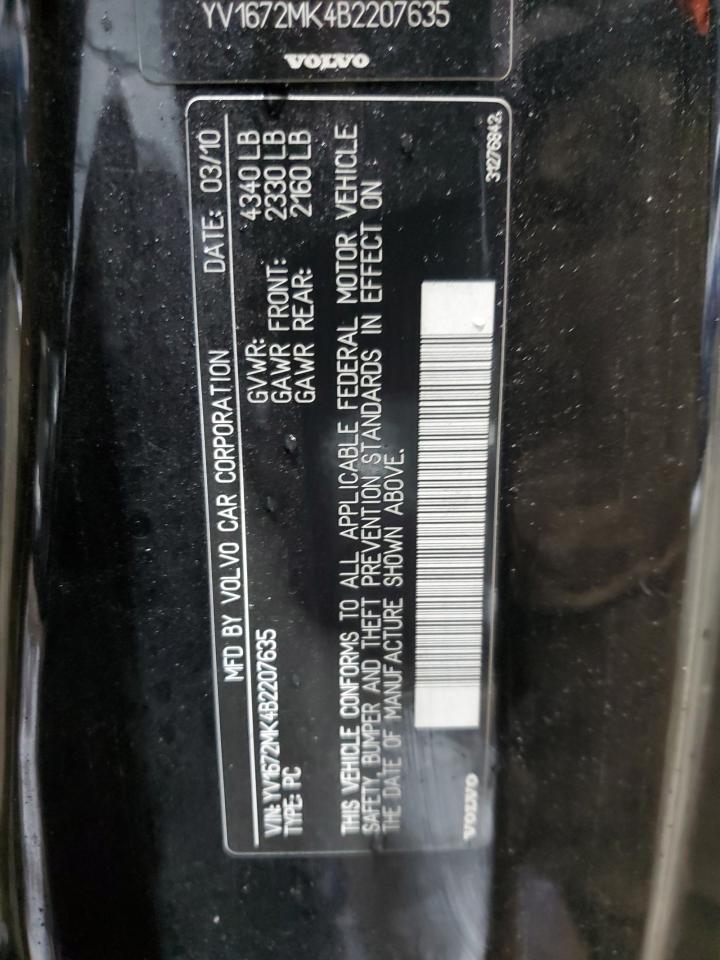 YV1672MK4B2207635
VOLVO
MFD BY VOLVO CAR CORPORATION DATE: 03/10
VIN: YV1672MK4B2207635
TYPE: PC
GVWR: 4340 LB
GAWR FRONT: 2330 LB
GAWR REAR: 2160 LB
THIS VEHICLE CONFORMS TO ALL APPLICABLE FEDERAL MOTOR VEHICLE
SAFETY, BUMPER AND THEFT PREVENTION STANDARDS IN EFFECT ON
THE DATE OF MANUFACTURE SHOWN ABOVE.
VOLVO
31276842